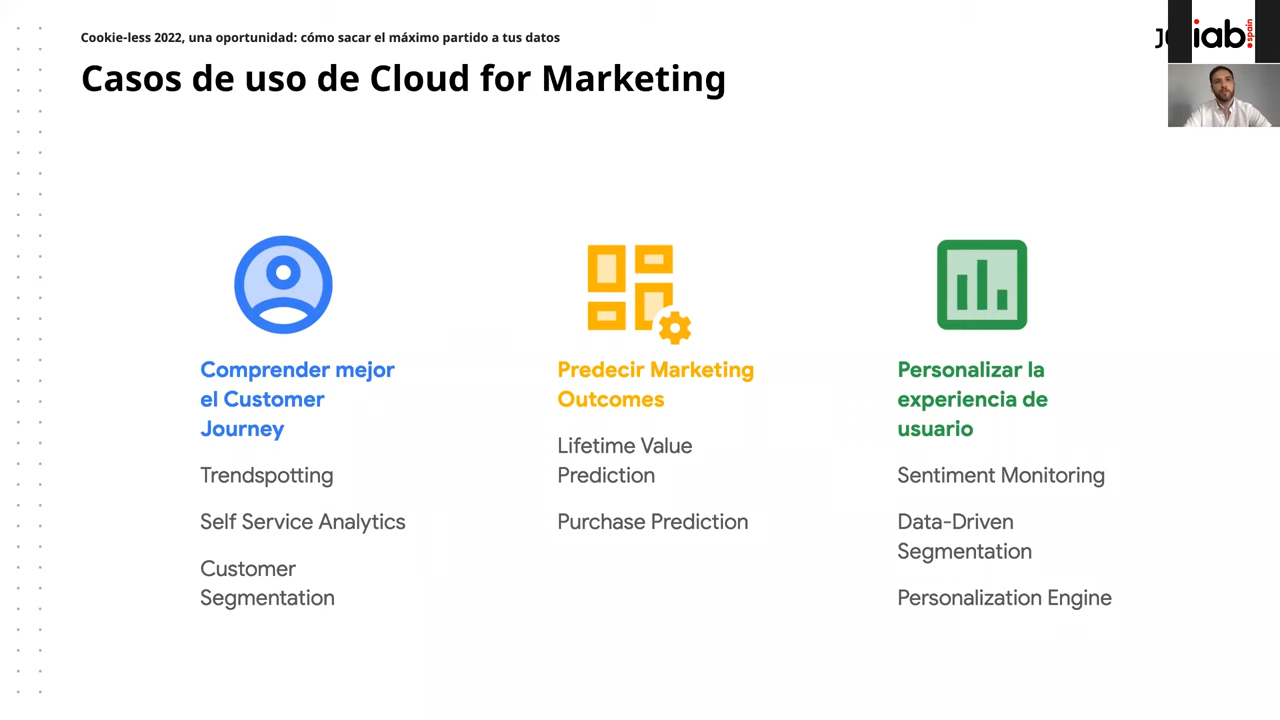 Cookie-less 2022, una oportunidad: cómo sacar el máximo partido a tus datos
Casos de uso de Cloud for Marketing
iab
spain
Comprender mejor
el Customer
Journey
Trendspotting
Self Service Analytics
Customer
Segmentation
Predecir Marketing
Outcomes
Lifetime Value
Prediction
Purchase Prediction
Personalizar la
experiencia de
usuario
Sentiment Monitoring
Data-Driven
Segmentation
Personalization Engine